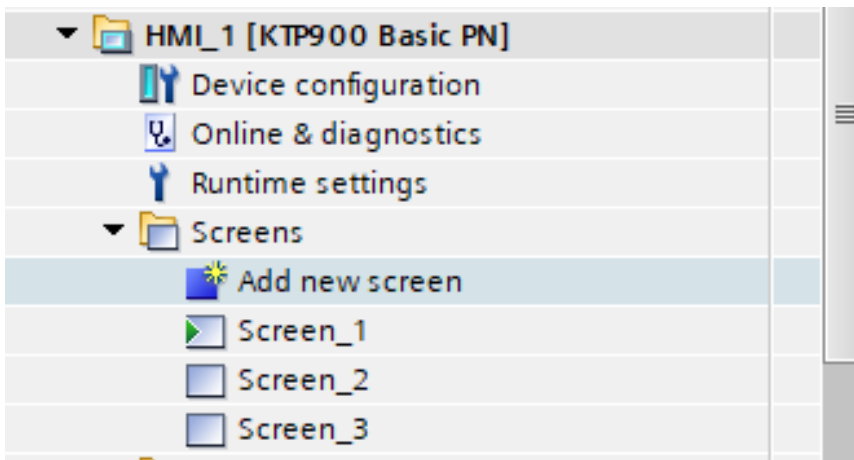 HMI_1 [KTP900 Basic PN]
Device configuration
Online & diagnostics
Runtime settings
Screens
Add new screen
Screen_1
Screen_2
Screen_3